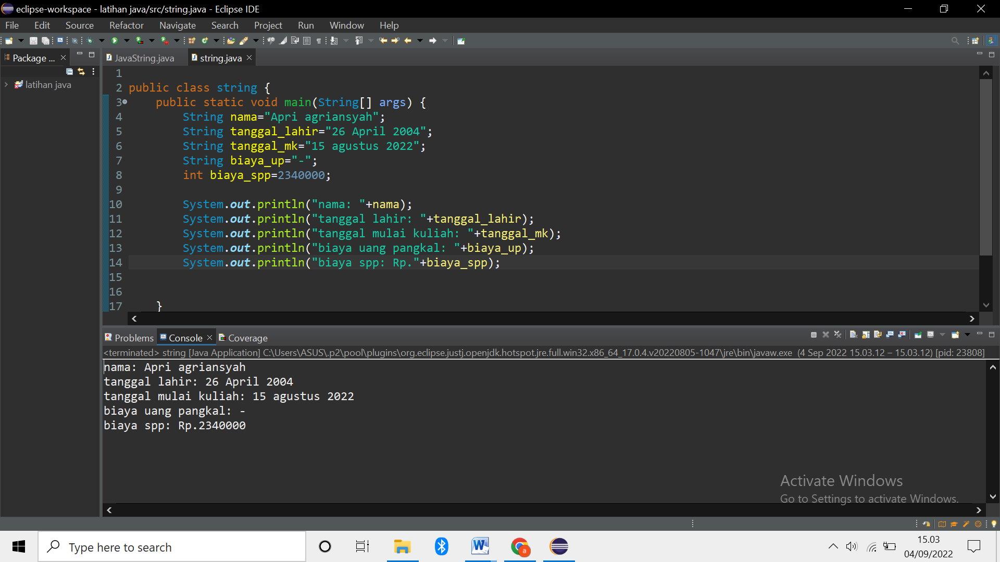 eclipse-workspace - latihan java/src/string.java - Eclipse IDE
File Edit Source Refactor Navigate Search Project Run Window Help
Package ... JavaString.java string.java
latihan java
1
2 public class string {
3 public static void main(String[] args) {
4 String nama="Apri agriansyah";
5 String tanggal_lahir="26 April 2004";
6 String tanggal_mk="15 agustus 2022";
7 String biaya_up="-";
8 int biaya_spp=2340000;
9
10 System.out.println("nama: "+nama);
11 System.out.println("tanggal lahir: "+tanggal_lahir);
12 System.out.println("tanggal mulai kuliah: "+tanggal_mk);
13 System.out.println("biaya uang pangkal: "+biaya_up);
14 System.out.println("biaya spp: Rp."+biaya_spp);
15
16
17 }
Problems Console Coverage
<terminated> string [Java Application] C:\Users\ASUS\.p2\pool\plugins\org.eclipse.justj.openjdk.hotspot.jre.full.win32.x86_64_17.0.4.v20220805-1047\jre\bin\javaw.exe (4 Sep 2022 15.03.12 – 15.03.12) [pid: 23808]
nama: Apri agriansyah
tanggal lahir: 26 April 2004
tanggal mulai kuliah: 15 agustus 2022
biaya uang pangkal: -
biaya spp: Rp.2340000
Activate Windows
Go to Settings to activate Windows.
Type here to search
15.03
04/09/2022